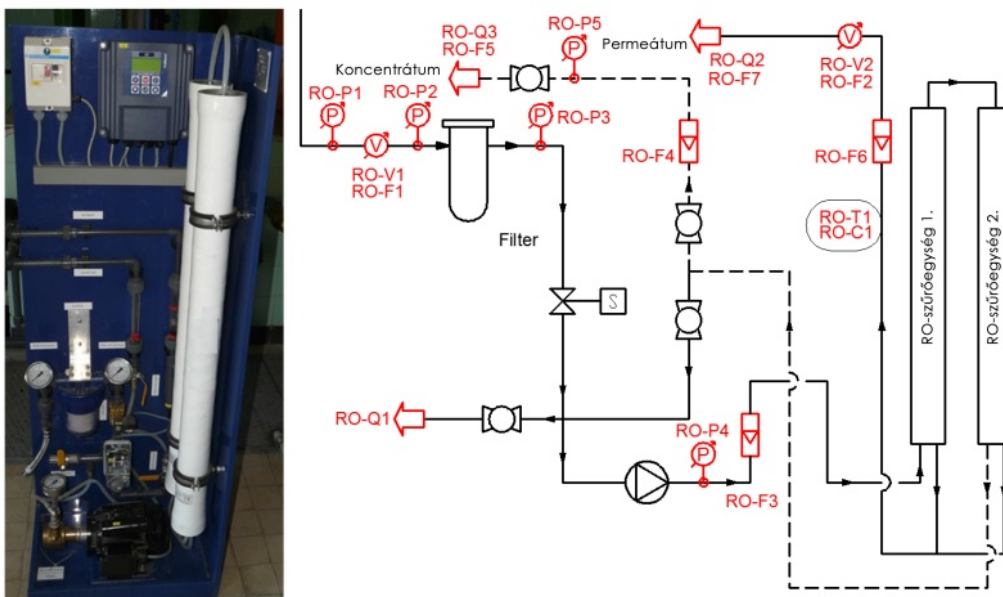 RO-Q3
RO-F5
RO-P5
Permeátum
RO-Q2
RO-F7
RO-V2
RO-F2
Koncentrátum
RO-P1
RO-P2
RO-P3
P
P
P
P
V
V
RO-V1
RO-F1
RO-F4
RO-F6
Filter
RO-T1
RO-C1
RO-szűrőegység 1.
RO-szűrőegység 2.
S
RO-Q1
RO-P4
P
RO-F3